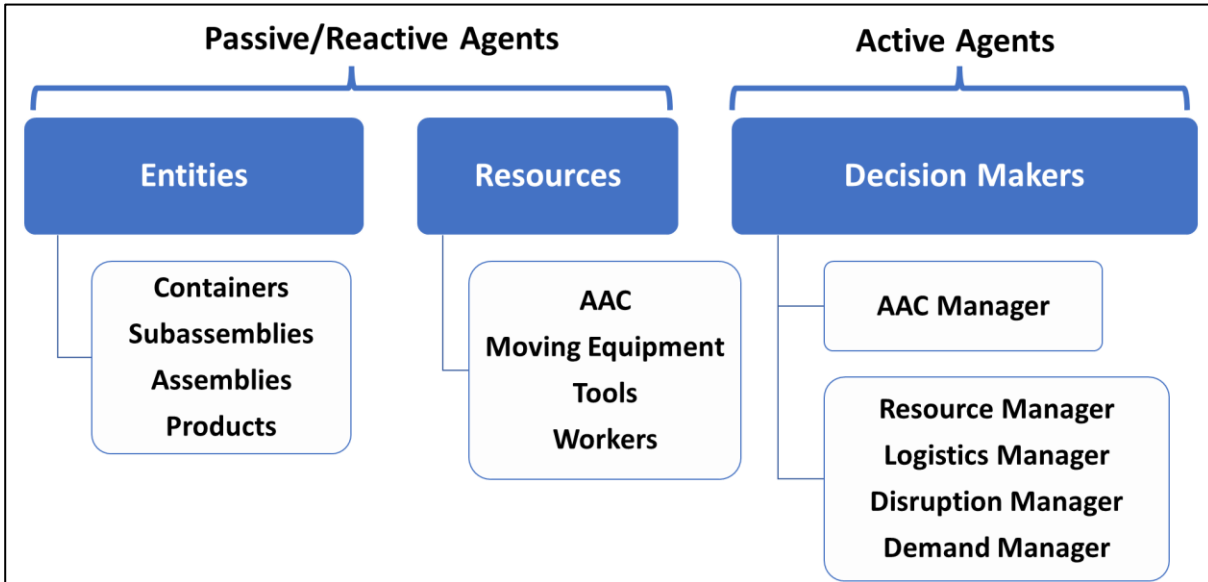 Passive/Reactive Agents
Active Agents
Entities
Resources
Decision Makers
Containers
Subassemblies
Assemblies
Products
AAC
Moving Equipment
Tools
Workers
AAC Manager
Resource Manager
Logistics Manager
Disruption Manager
Demand Manager